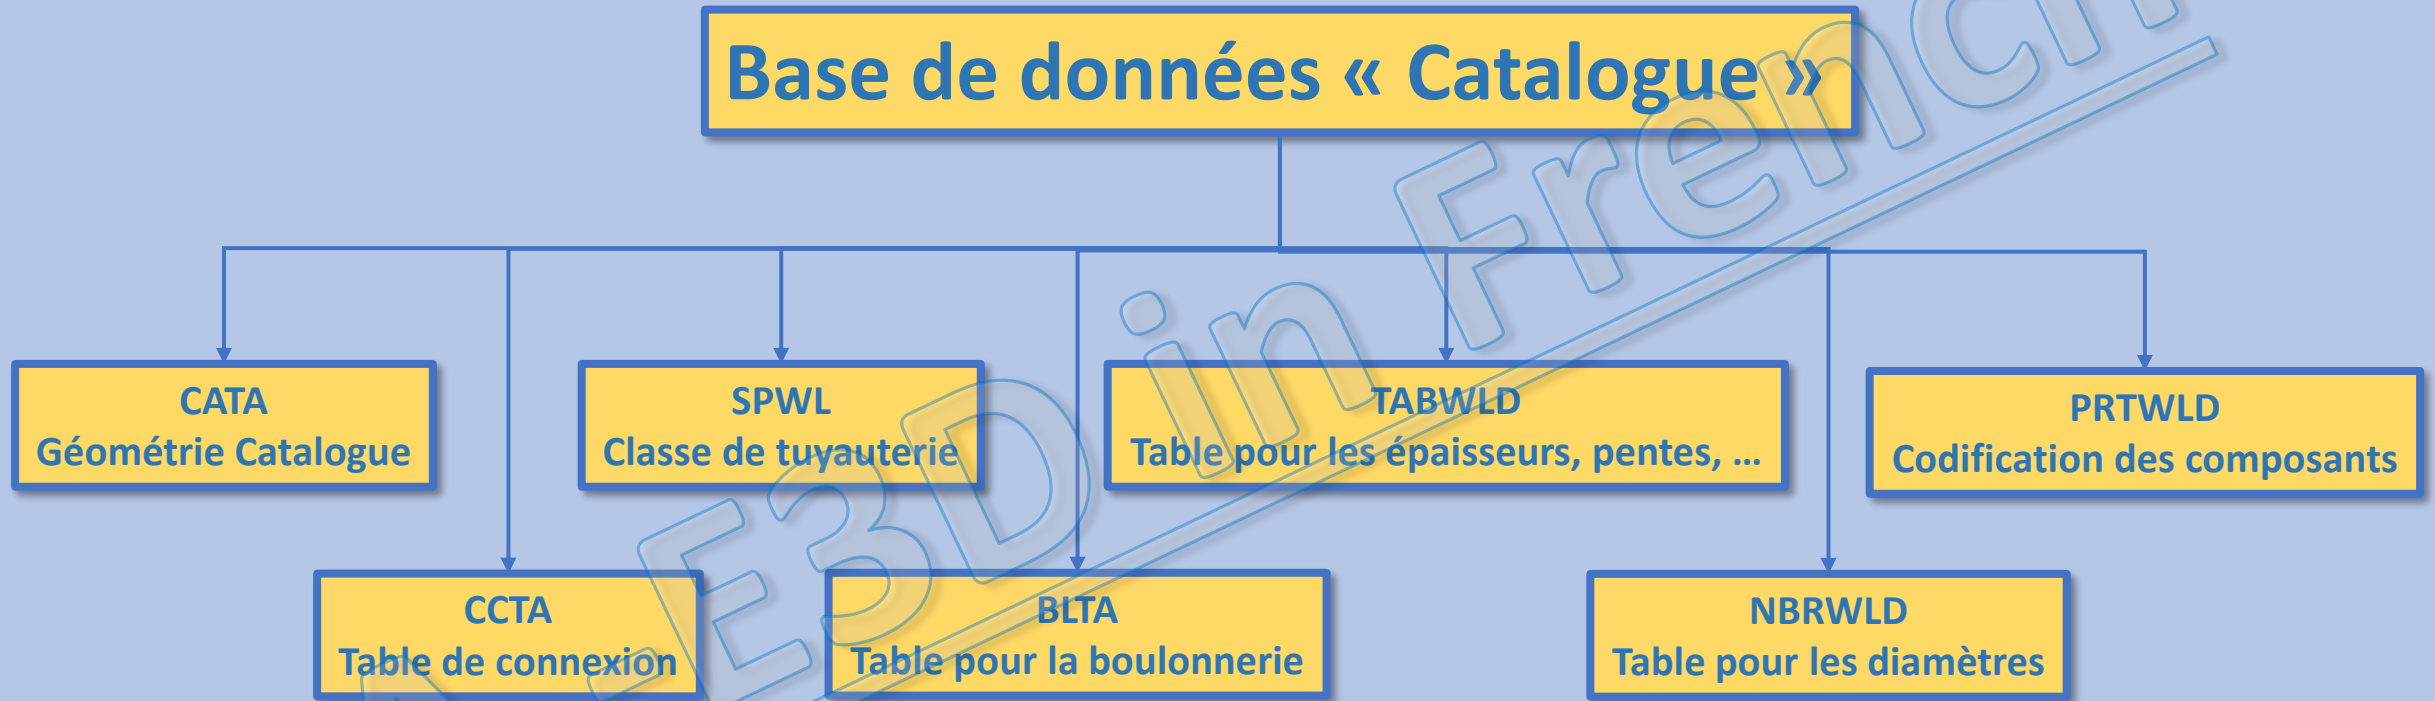 Base de données « Catalogue »
CATA
Géométrie Catalogue
SPWL
Classe de tuyauterie
TABWLD
Table pour les épaisseurs, pentes, ...
PRTWLD
Codification des composants
CCTA
Table de connexion
BLTA
Table pour la boulonnerie
NBRWLD
Table pour les diamètres
E3D in French